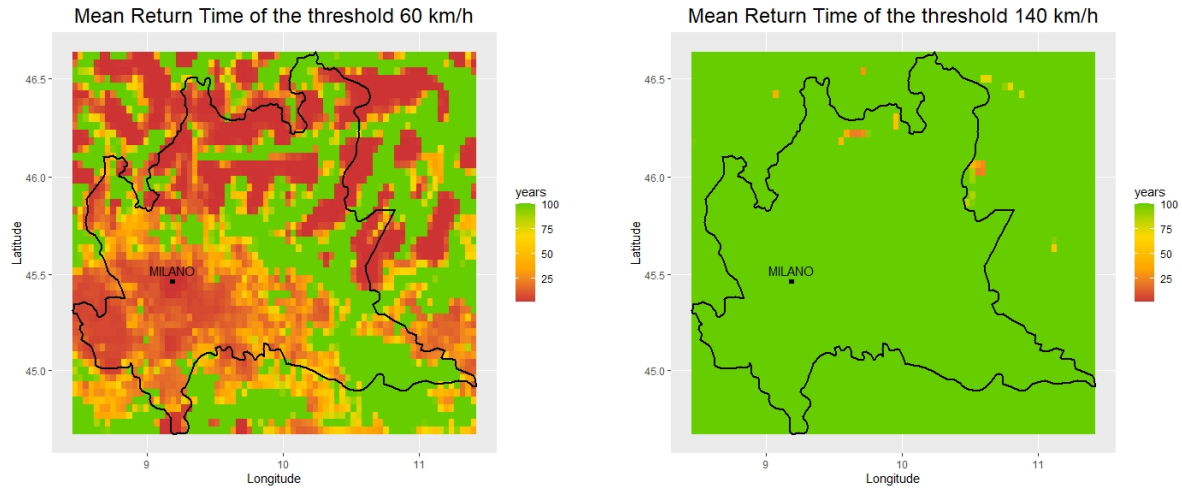 Mean Return Time of the threshold 60 km/h
46.5
46.0
45.5
45.0
Latitude
MILANO
9
10
11
Longitude
years
100
75
50
25
Mean Return Time of the threshold 140 km/h
46.5
46.0
45.5
45.0
Latitude
MILANO
9
10
11
Longitude
years
100
75
50
25